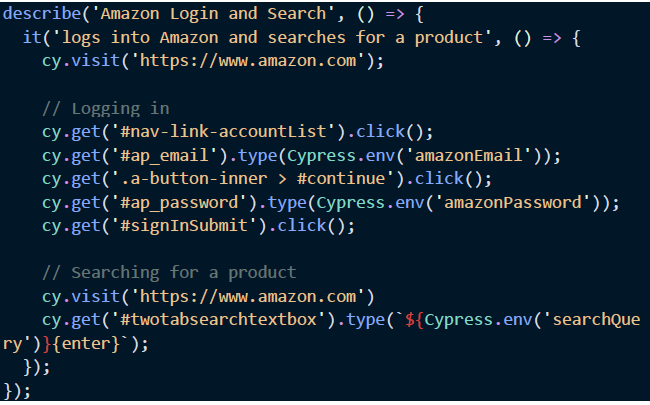 describe('Amazon Login and Search', () => {
  it('logs into Amazon and searches for a product', () => {
    cy.visit('https://www.amazon.com');

    // Logging in
    cy.get('#nav-link-accountList').click();
    cy.get('#ap_email').type(Cypress.env('amazonEmail'));
    cy.get('.a-button-inner > #continue').click();
    cy.get('#ap_password').type(Cypress.env('amazonPassword'));
    cy.get('#signInSubmit').click();

    // Searching for a product
    cy.visit('https://www.amazon.com')
    cy.get('#twotabsearchtextbox').type(`${Cypress.env('searchQue
ry')}{enter}`);
  });
});